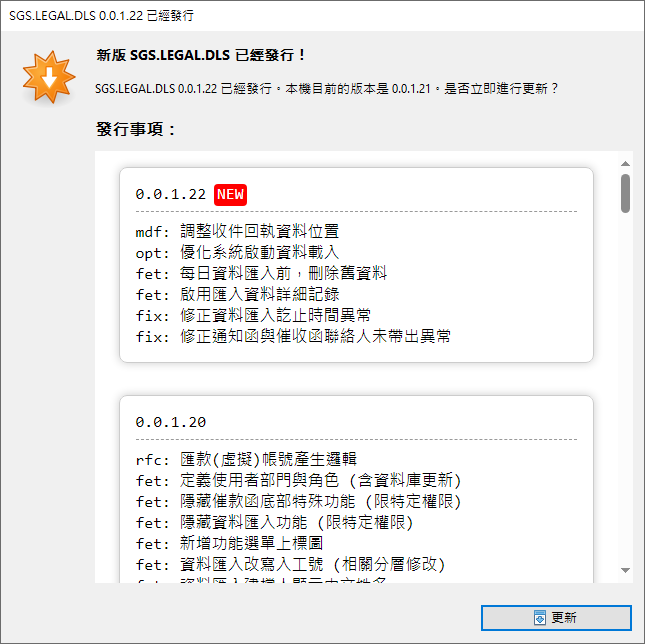 SGS.LEGAL.DLS 0.0.1.22 已經發行
新版 SGS.LEGAL.DLS 已經發行！
SGS.LEGAL.DLS 0.0.1.22 已經發行。本機目前的版本是 0.0.1.21。是否立即進行更新？
發行事項：
0.0.1.22 NEW
mdf: 調整收件回執資料位置
opt: 優化系統啟動資料載入
fet: 每日資料匯入前，刪除舊資料
fet: 啟用匯入資料詳細記錄
fix: 修正資料匯入訖止時間異常
fix: 修正通知函與催收函聯絡人未帶出異常
0.0.1.20
rfc: 匯款(虛擬)帳號產生邏輯
fet: 定義使用者部門與角色 (含資料庫更新)
fet: 隱藏催款函底部特殊功能 (限特定權限)
fet: 隱藏資料匯入功能 (限特定權限)
fet: 新增功能選單上標圖
fet: 資料匯入改寫入工號 (相關分層修改)
更新